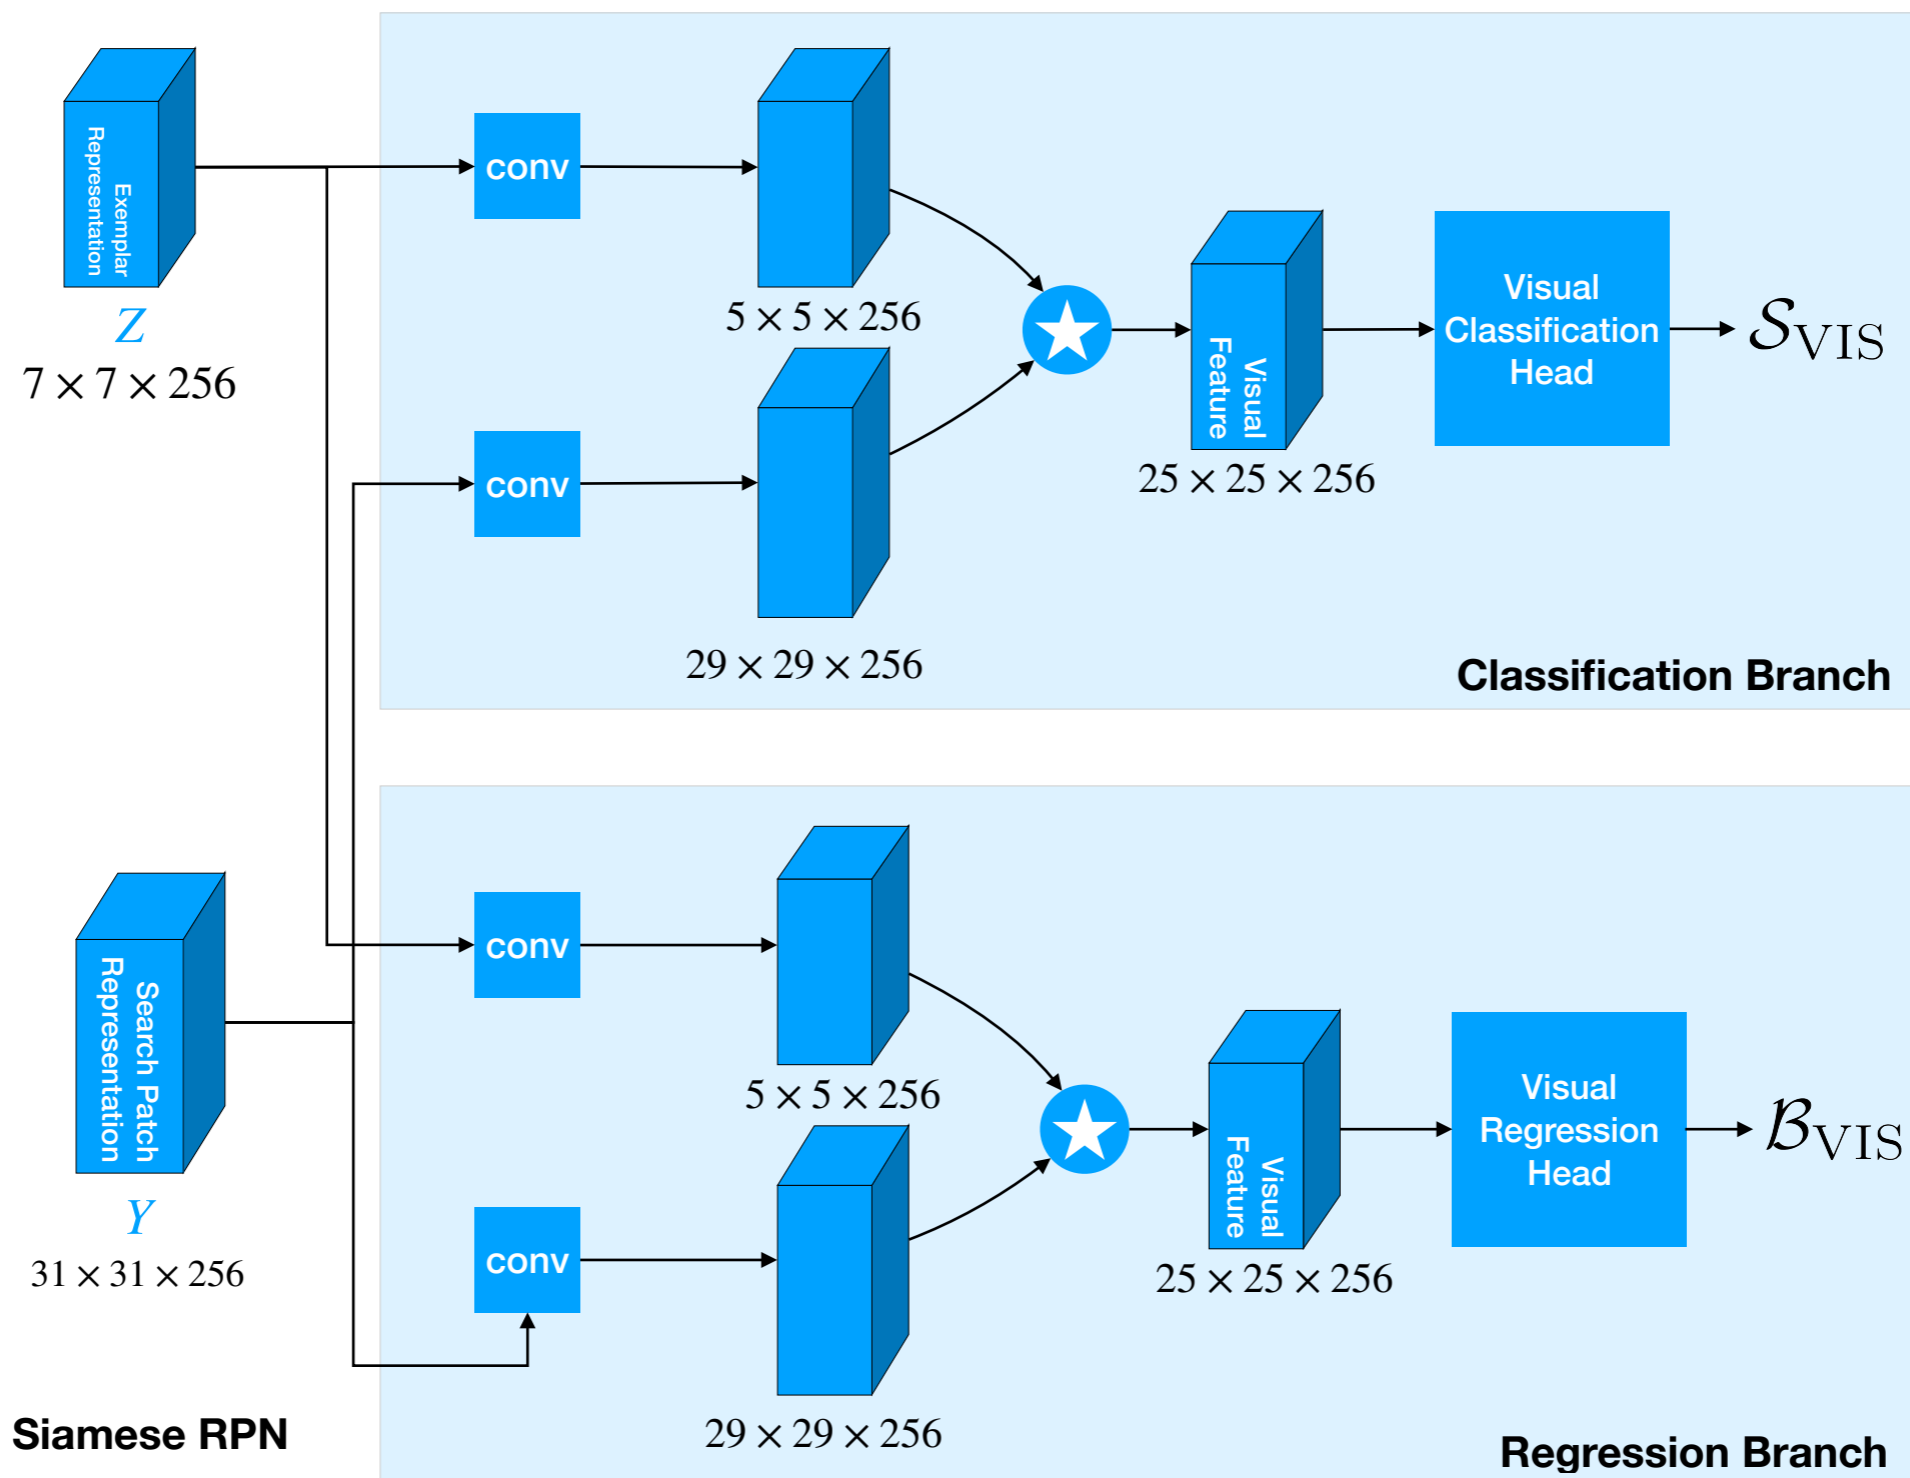 Exemplar
Representation
Z
7 × 7 × 256
conv
5 × 5 × 256
conv
29 × 29 × 256
Visual
Feature
25 × 25 × 256
Visual
Classification
Head
𝒮VIS
Classification Branch
Search Patch
Representation
Y
31 × 31 × 256
conv
5 × 5 × 256
conv
29 × 29 × 256
Visual
Feature
25 × 25 × 256
Visual
Regression
Head
ℬVIS
Siamese RPN
Regression Branch